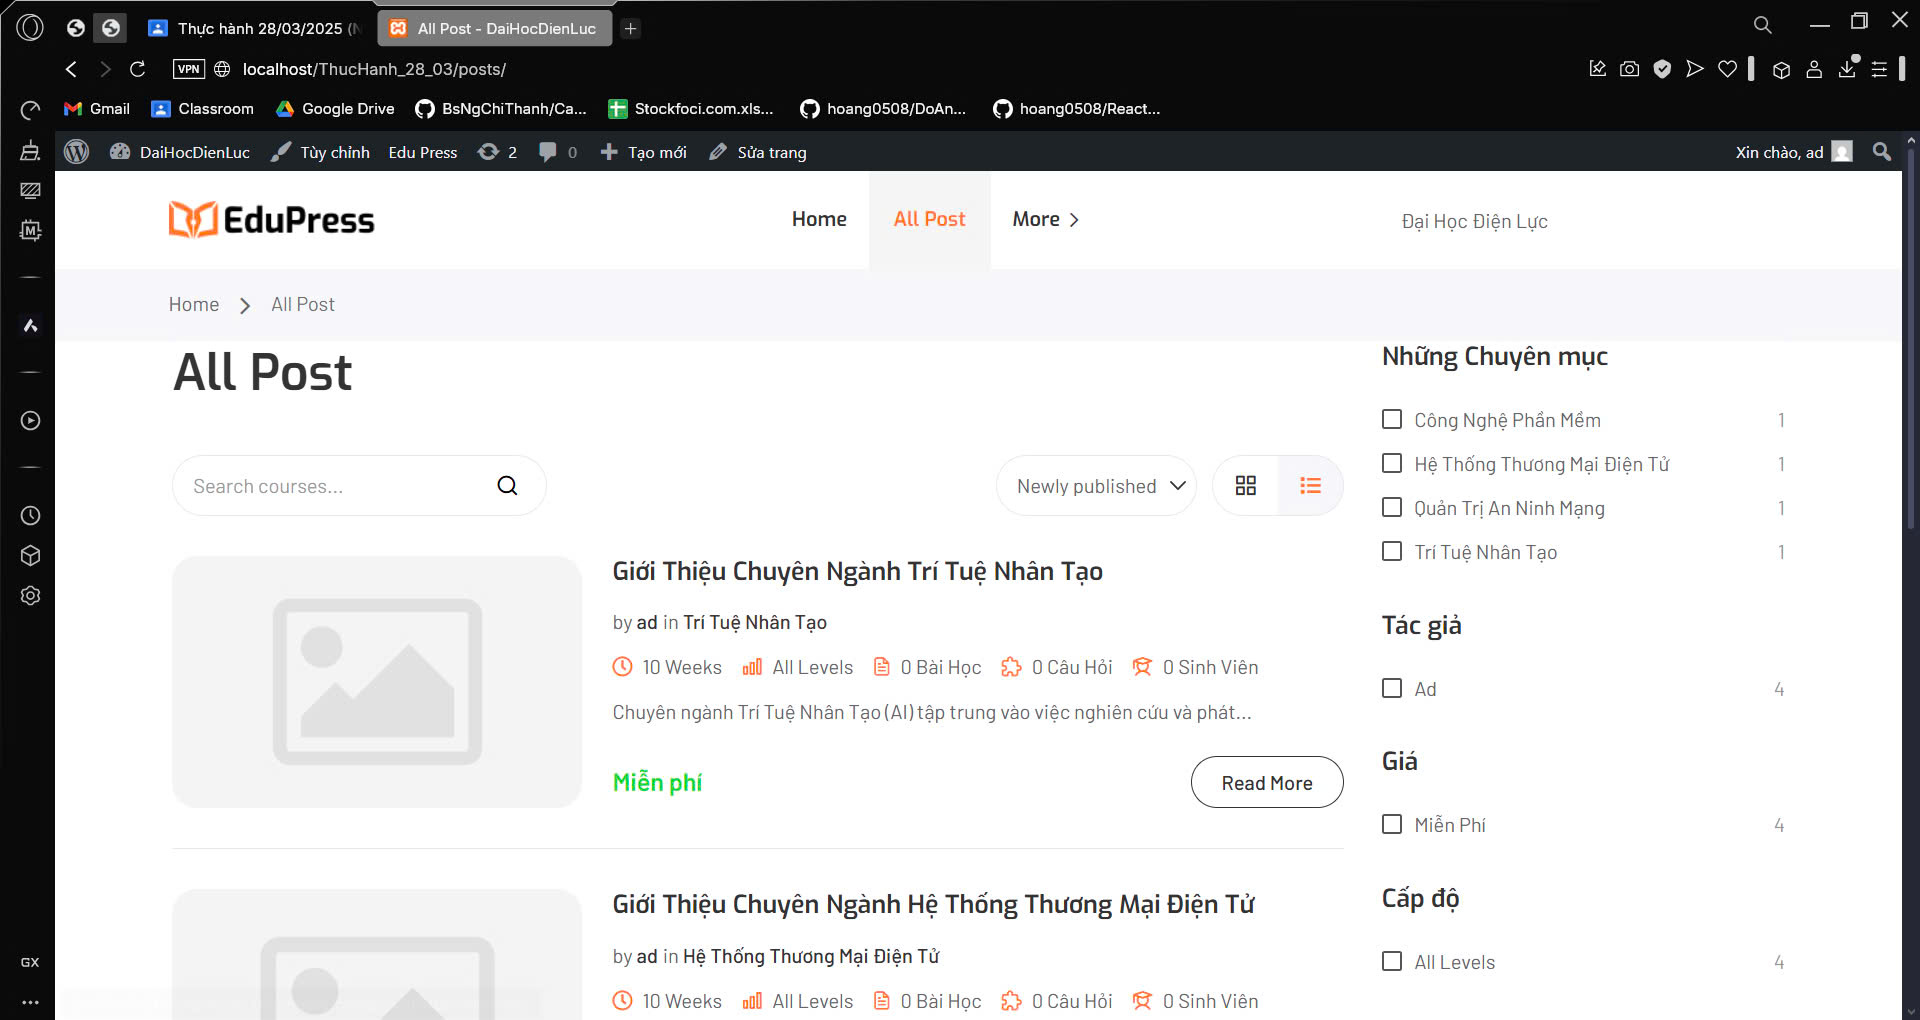 Thực hành 28/03/2025 (N
All Post - DaiHocDienLuc
VPN
localhost/ThucHanh_28_03/posts/
Gmail
Classroom
Google Drive
BsNgChiThanh/Ca...
Stockfoci.com.xls...
hoang0508/DoAn...
hoang0508/React...
DaiHocDienLuc
Tùy chỉnh
Edu Press
2
0
Tạo mới
Sửa trang
Xin chào, ad
EduPress
Home
All Post
More
Đại Học Điện Lực
Home
All Post
All Post
Search courses...
Newly published
Giới Thiệu Chuyên Ngành Trí Tuệ Nhân Tạo
by ad in Trí Tuệ Nhân Tạo
10 Weeks All Levels 0 Bài Học 0 Câu Hỏi 0 Sinh Viên
Chuyên ngành Trí Tuệ Nhân Tạo (AI) tập trung vào việc nghiên cứu và phát...
Miễn phí
Read More
Giới Thiệu Chuyên Ngành Hệ Thống Thương Mại Điện Tử
by ad in Hệ Thống Thương Mại Điện Tử
10 Weeks All Levels 0 Bài Học 0 Câu Hỏi 0 Sinh Viên
Những Chuyên mục
Công Nghệ Phần Mềm 1
Hệ Thống Thương Mại Điện Tử 1
Quản Trị An Ninh Mạng 1
Trí Tuệ Nhân Tạo 1
Tác giả
Ad 4
Giá
Miễn Phí 4
Cấp độ
All Levels 4
M
GX